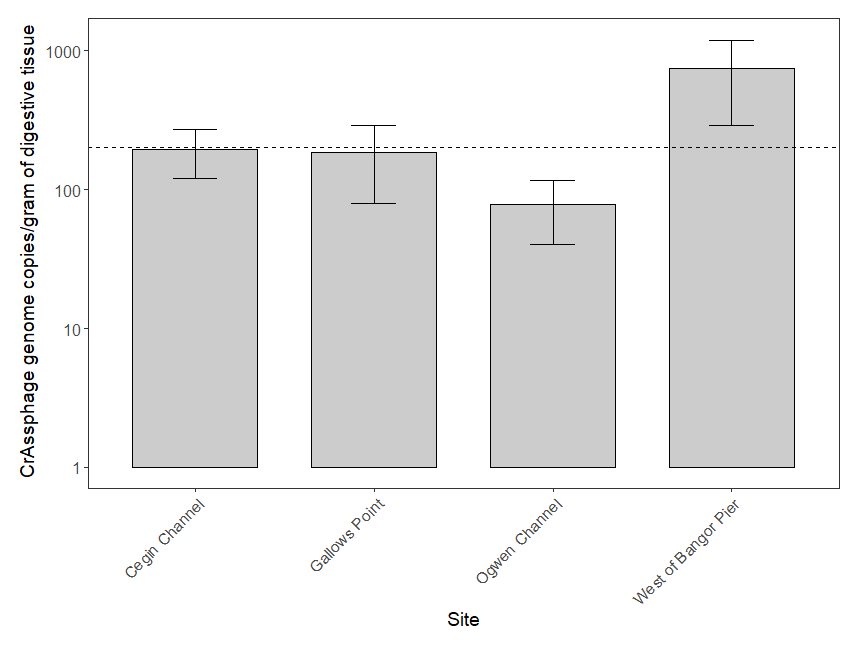 CrAssphage genome copies/gram of digestive tissue
1000
100
10
1
Cegin Channel
Gallows Point
Ogwen Channel
West of Bangor Pier
Site